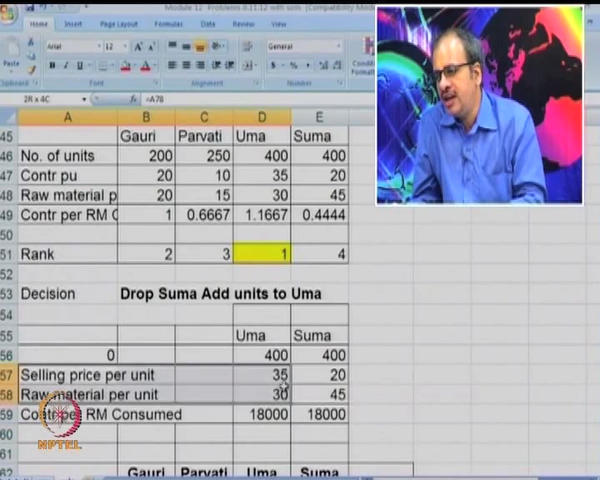 Module 12 Problems 8,11,12 with soln [Compatibility Mode
Home Insert Page Layout Formulas Data Review View
Paste Arial 12 A A General
Font Alignment Number
2R x 4C fx =A78
A B C D E
45 Gauri Parvati Uma Suma
46 No. of units 200 250 400 400
47 Contr pu 20 10 35 20
48 Raw material p 20 15 30 45
49 Contr per RM C 1 0.6667 1.1667 0.4444
50
51 Rank 2 3 1 4
52
53 Decision Drop Suma Add units to Uma
54
55 Uma Suma
56 0 400 400
57 Selling price per unit 35 20
58 Raw material per unit 30 45
59 Contr per RM Consumed 18000 18000
60
61
62 Gauri Parvati Uma Suma
NPTEL